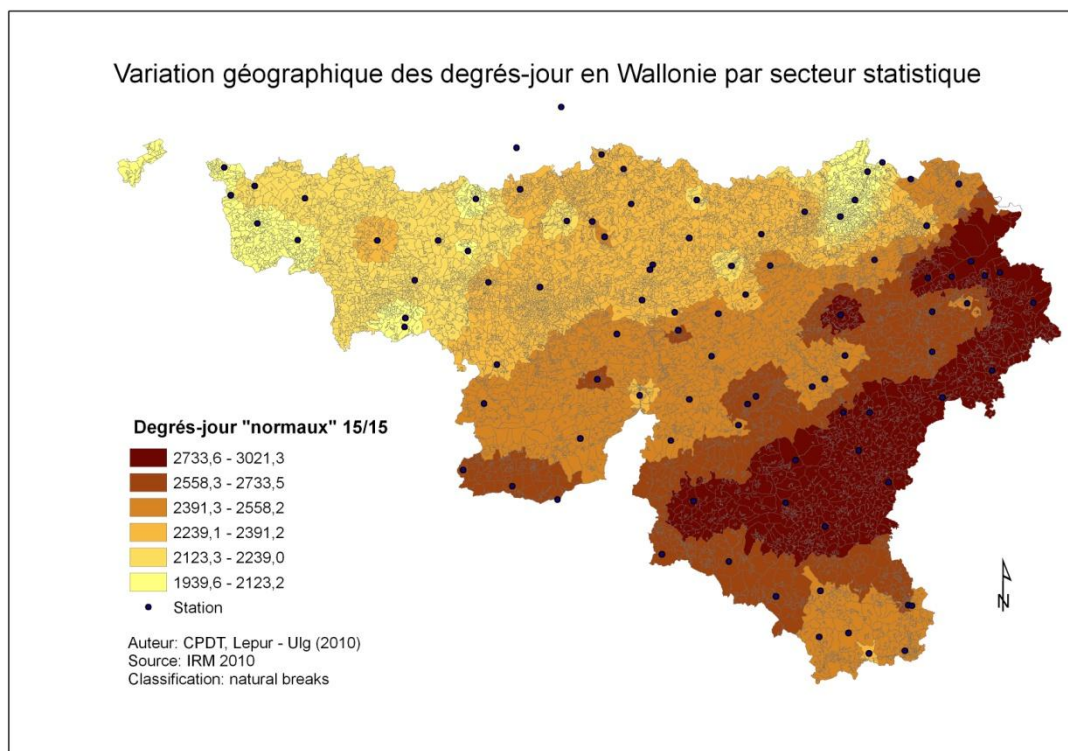 Variation géographique des degrés-jour en Wallonie par secteur statistique
Degrés-jour "normaux" 15/15
2733,6 - 3021,3
2558,3 - 2733,5
2391,3 - 2558,2
2239,1 - 2391,2
2123,3 - 2239,0
1939,6 - 2123,2
Station
Auteur: CPDT, Lepur - Ulg (2010)
Source: IRM 2010
Classification: natural breaks
N